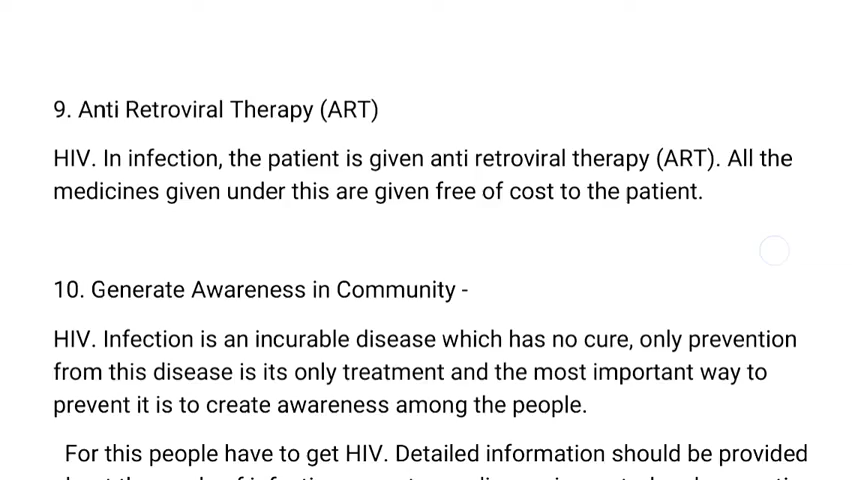 9. Anti Retroviral Therapy (ART)
HIV. In infection, the patient is given anti retroviral therapy (ART). All the
medicines given under this are given free of cost to the patient.
10. Generate Awareness in Community -
HIV. Infection is an incurable disease which has no cure, only prevention
from this disease is its only treatment and the most important way to
prevent it is to create awareness among the people.
For this people have to get HIV. Detailed information should be provided